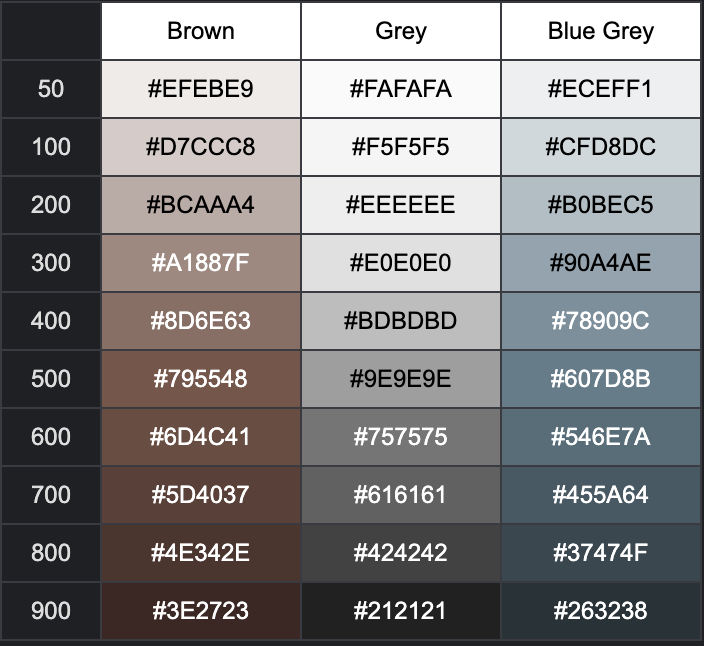 Brown Grey Blue Grey
50 #EFEBE9 #FAFAFA #ECEFF1
100 #D7CCC8 #F5F5F5 #CFD8DC
200 #BCAAA4 #EEEEEE #B0BEC5
300 #A1887F #E0E0E0 #90A4AE
400 #8D6E63 #BDBDBD #78909C
500 #795548 #9E9E9E #607D8B
600 #6D4C41 #757575 #546E7A
700 #5D4037 #616161 #455A64
800 #4E342E #424242 #37474F
900 #3E2723 #212121 #263238